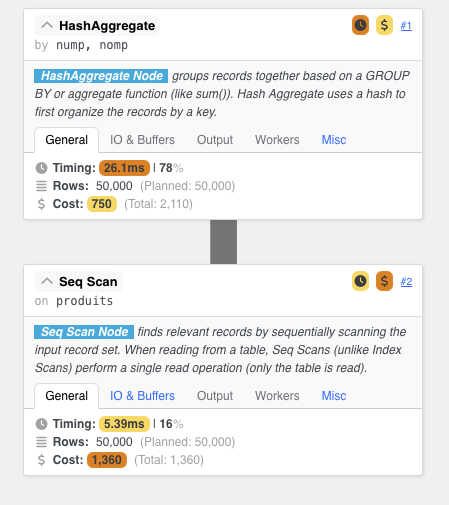 HashAggregate $ #1
by nump, nomp
HashAggregate Node groups records together based on a GROUP
BY or aggregate function (like sum()). Hash Aggregate uses a hash to
first organize the records by a key.
General IO & Buffers Output Workers Misc
Timing: 26.1ms | 78%
Rows: 50,000 (Planned: 50,000)
$ Cost: 750 (Total: 2,110)
Seq Scan $ #2
on produits
Seq Scan Node finds relevant records by sequentially scanning the
input record set. When reading from a table, Seq Scans (unlike Index
Scans) perform a single read operation (only the table is read).
General IO & Buffers Output Workers Misc
Timing: 5.39ms | 16%
Rows: 50,000 (Planned: 50,000)
$ Cost: 1,360 (Total: 1,360)